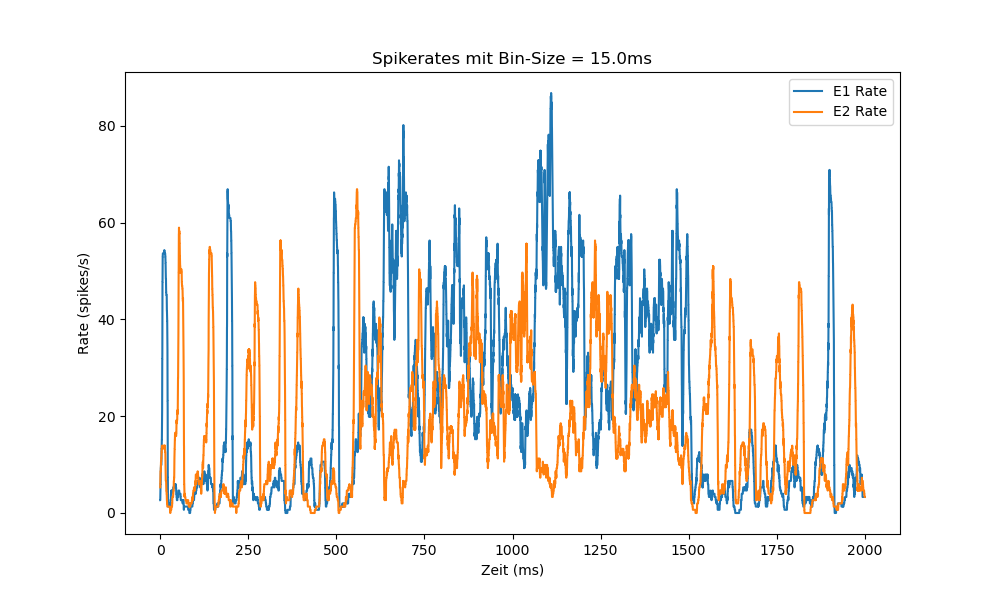 Spikerates mit Bin-Size = 15.0ms
E1 Rate
E2 Rate
Rate (spikes/s)
80
60
40
20
0
0 250 500 750 1000 1250 1500 1750 2000
Zeit (ms)